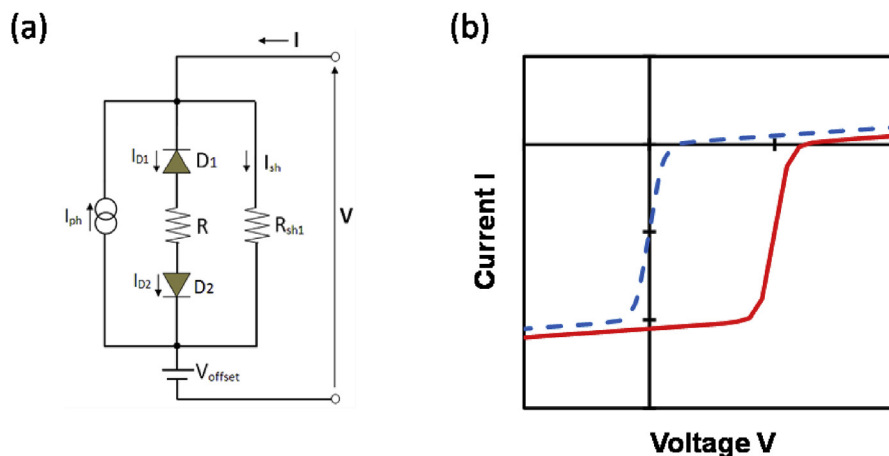 (a)
I
I_D1
D1
I_sh
I_ph
R
R_sh1
V
I_D2
D2
V_offset
(b)
Current I
Voltage V